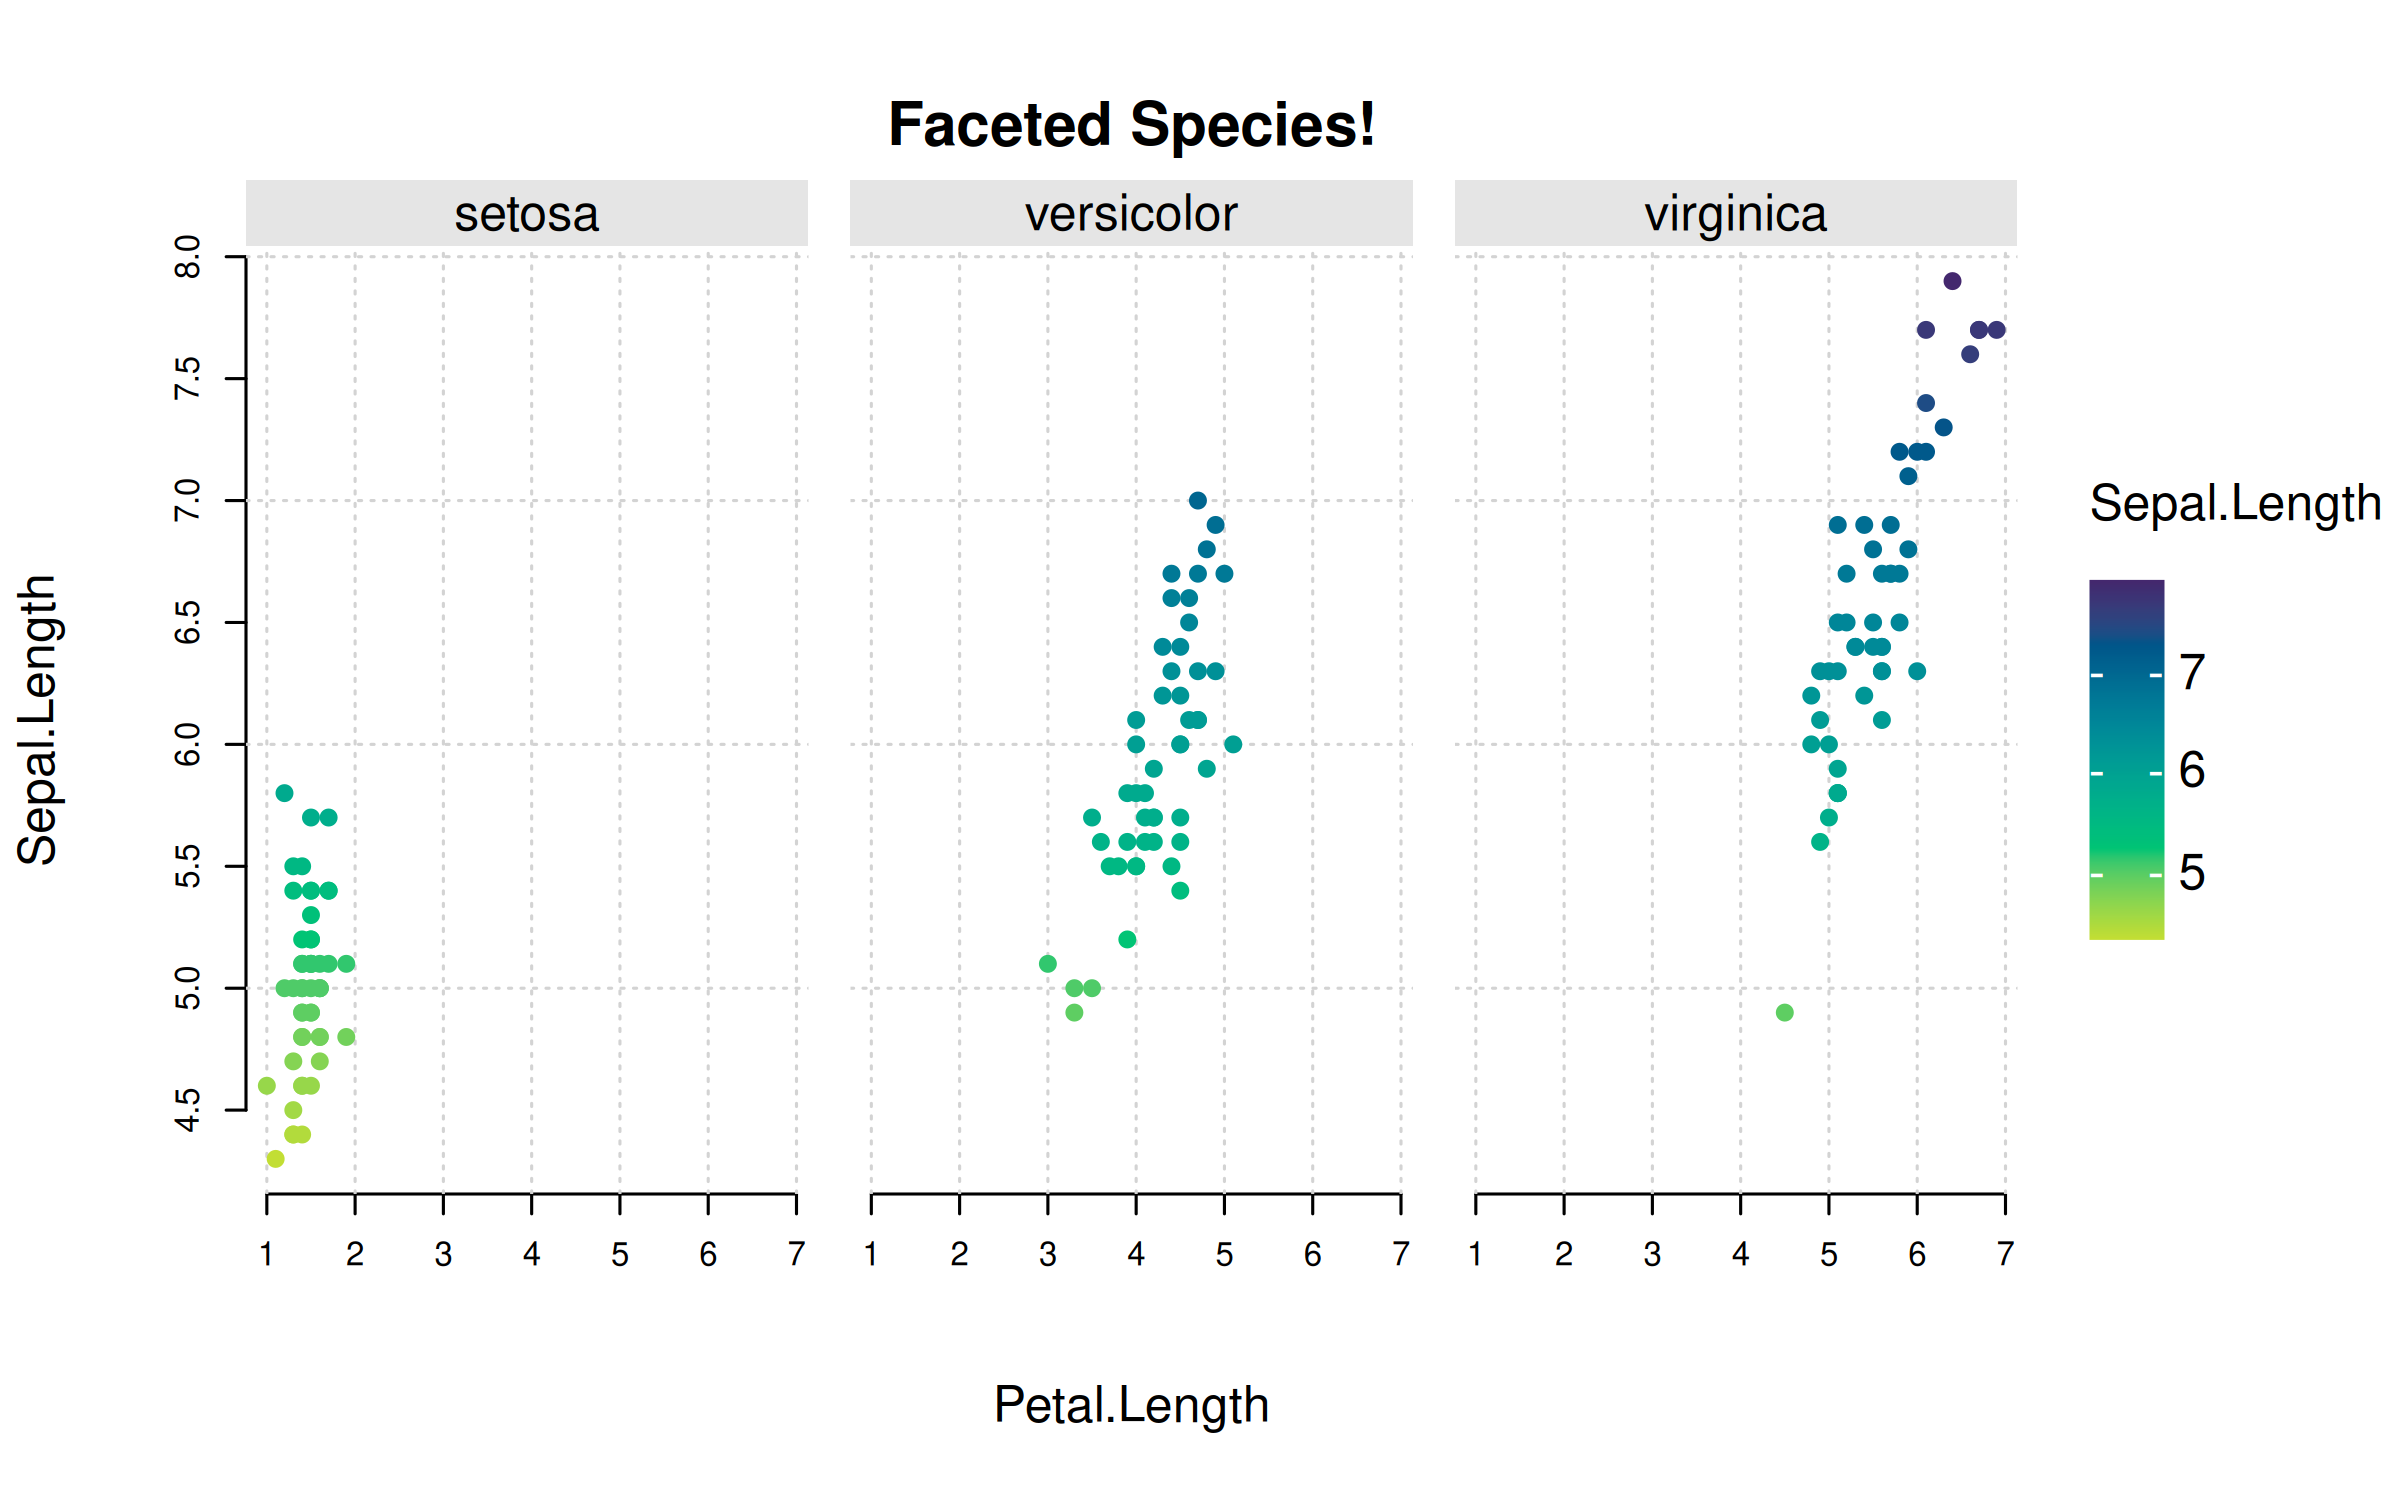 Faceted Species!
setosa versicolor virginica
8.0
7.5
7.0
6.5
6.0
5.5
5.0
4.5
Sepal.Length
1 2 3 4 5 6 7 1 2 3 4 5 6 7 1 2 3 4 5 6 7
Petal.Length
Sepal.Length
7
6
5